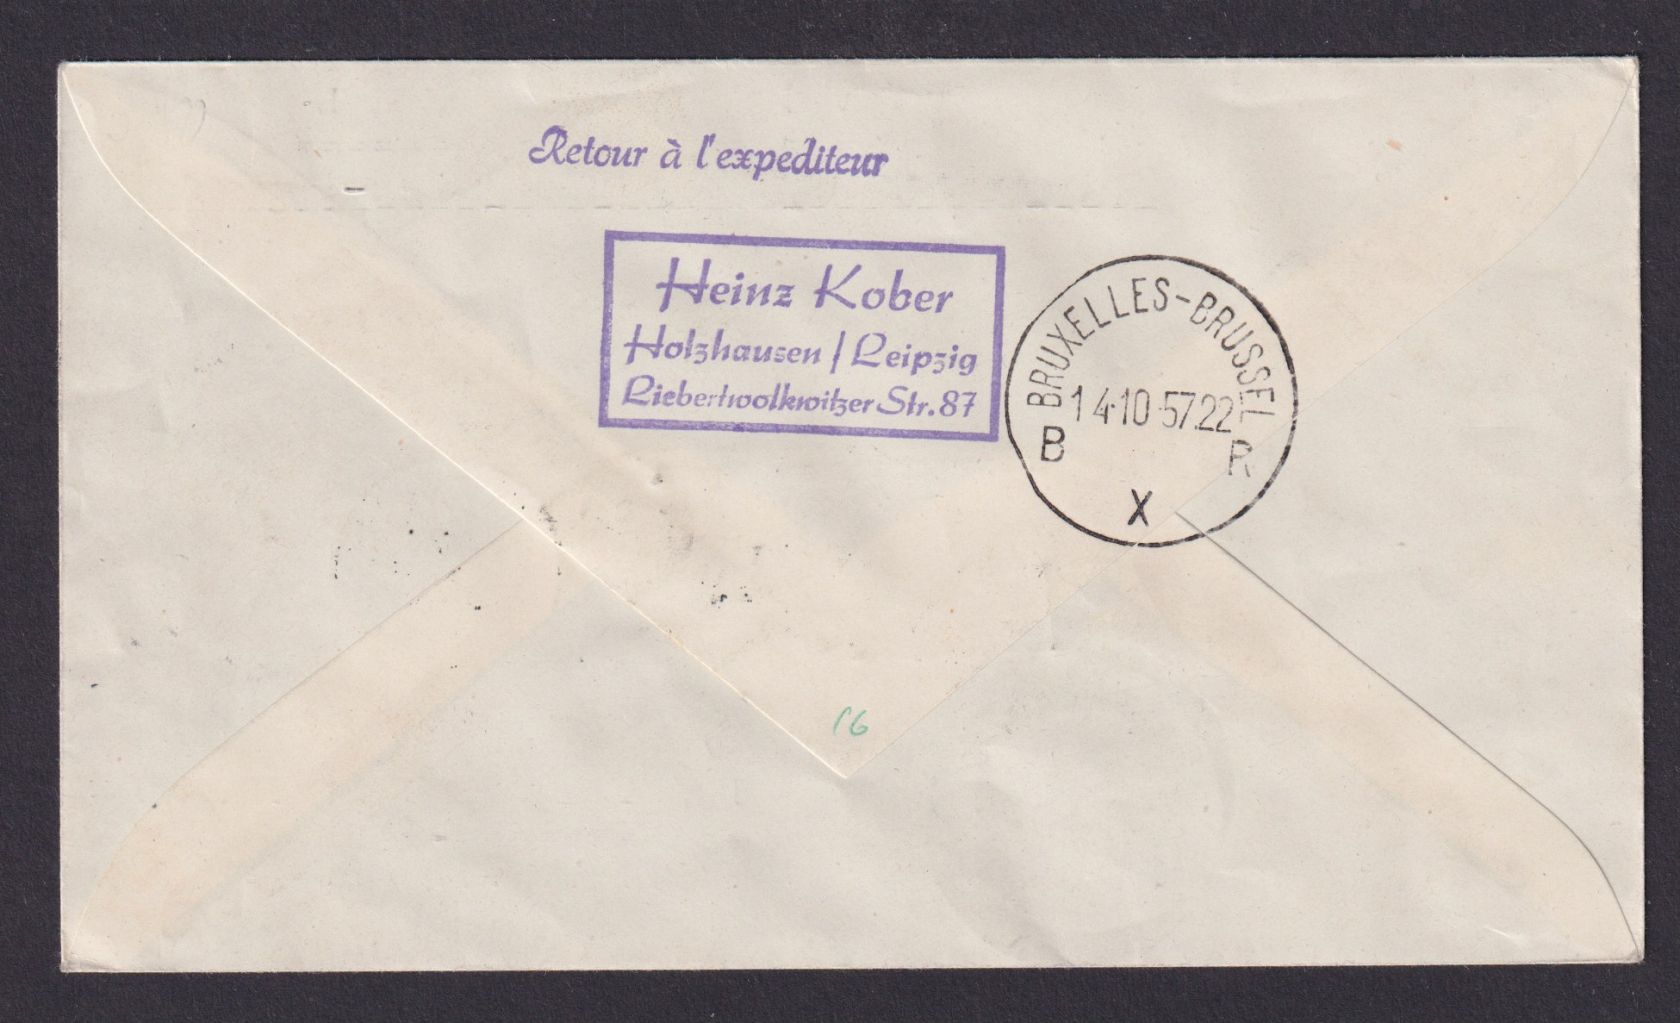 Retour à l'expediteur
Heinz Kober
Holzhausen / Leipzig
Liebertwolkwitzer Str. 87
BRUXELLES-BRUSSEL
14.10.57.22
B R
X
16